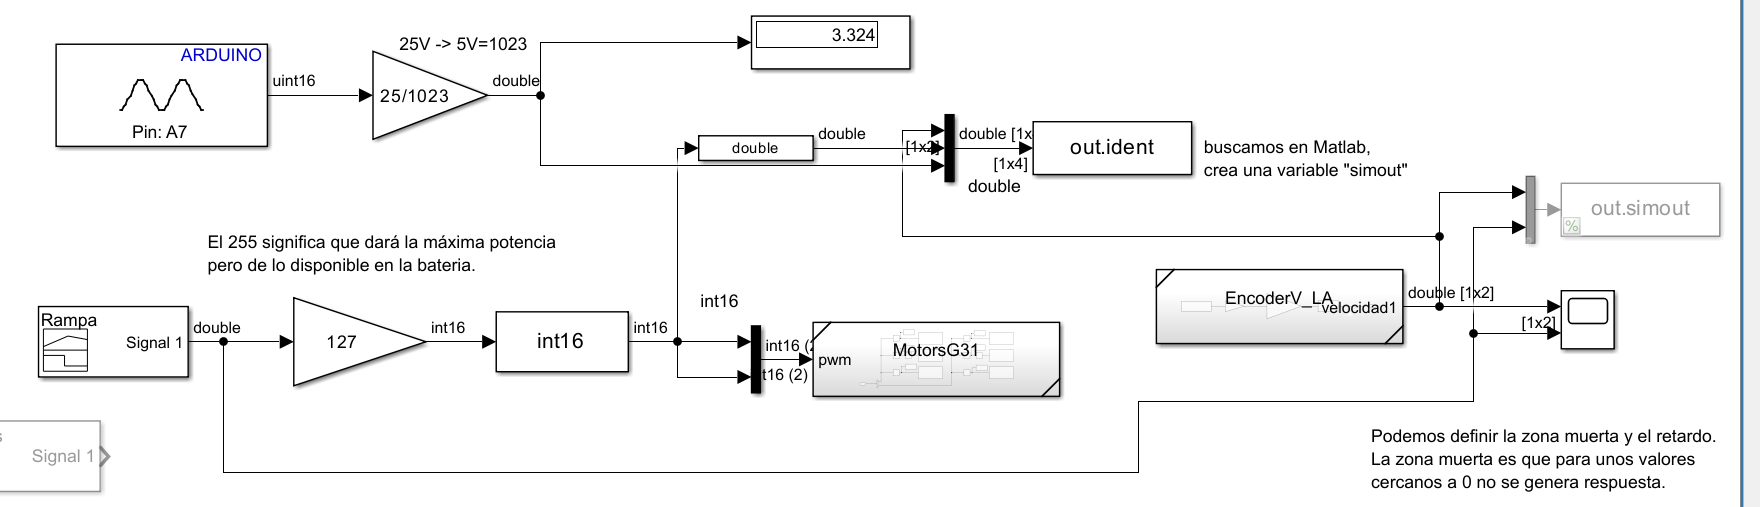 ARDUINO
Pin: A7
uint16
25V -> 5V=1023
25/1023
double
3.324
double
double
[1x2]
double [1x
[1x4]
double
out.ident
buscamos en Matlab,
crea una variable "simout"
out.simout
%
El 255 significa que dará la máxima potencia
pero de lo disponible en la bateria.
Rampa
Signal 1
double
127
int16
int16
int16
int16
int16 (2
t16 (2)
pwm
MotorsG31
EncoderV_LA
velocidad1
double [1x2]
[1x2]
Signal 1
Podemos definir la zona muerta y el retardo.
La zona muerta es que para unos valores
cercanos a 0 no se genera respuesta.